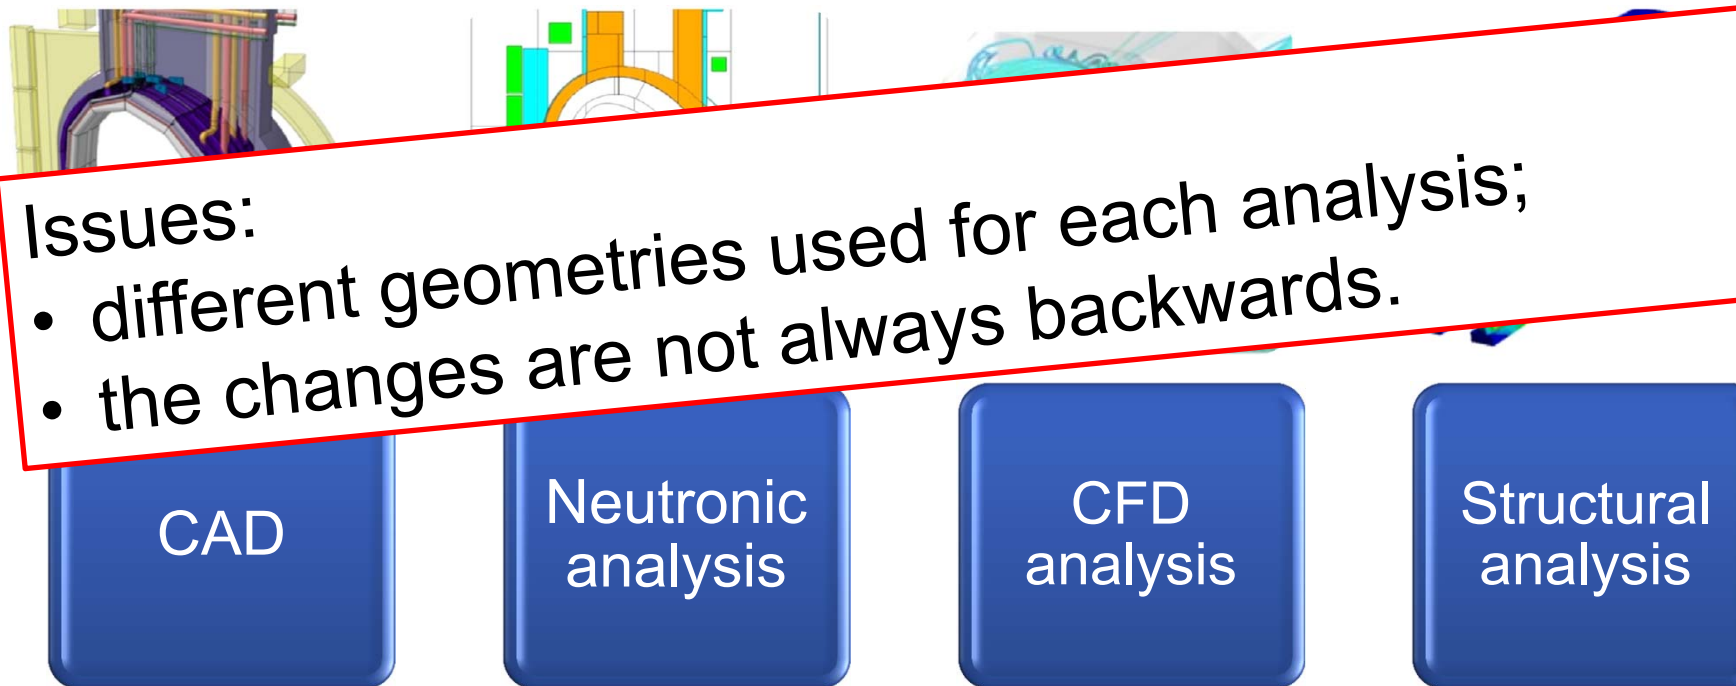 Issues:
• different geometries used for each analysis;
• the changes are not always backwards.
CAD
Neutronic
analysis
CFD
analysis
Structural
analysis